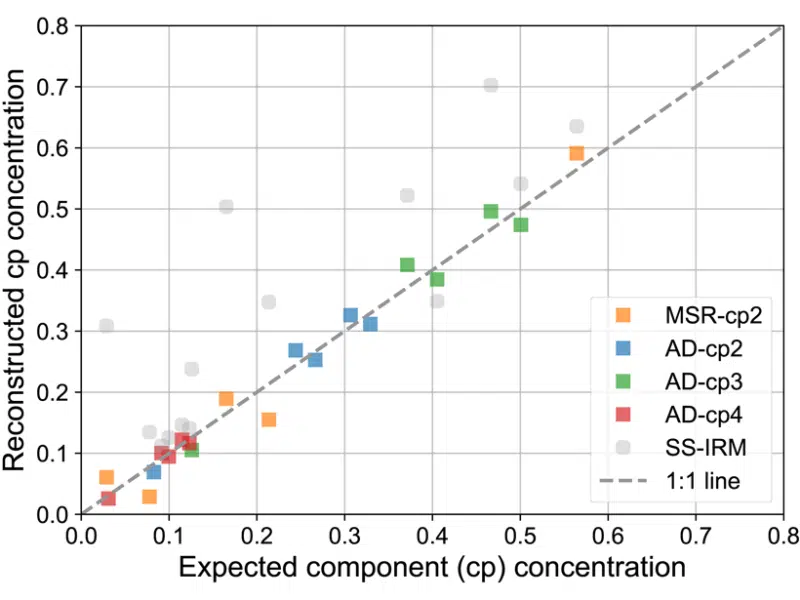 0.8
0.7
0.6
0.5
0.4
0.3
0.2
0.1
0.0
Reconstructed cp concentration
0.0 0.1 0.2 0.3 0.4 0.5 0.6 0.7 0.8
Expected component (cp) concentration
MSR-cp2
AD-cp2
AD-cp3
AD-cp4
SS-IRM
1:1 line